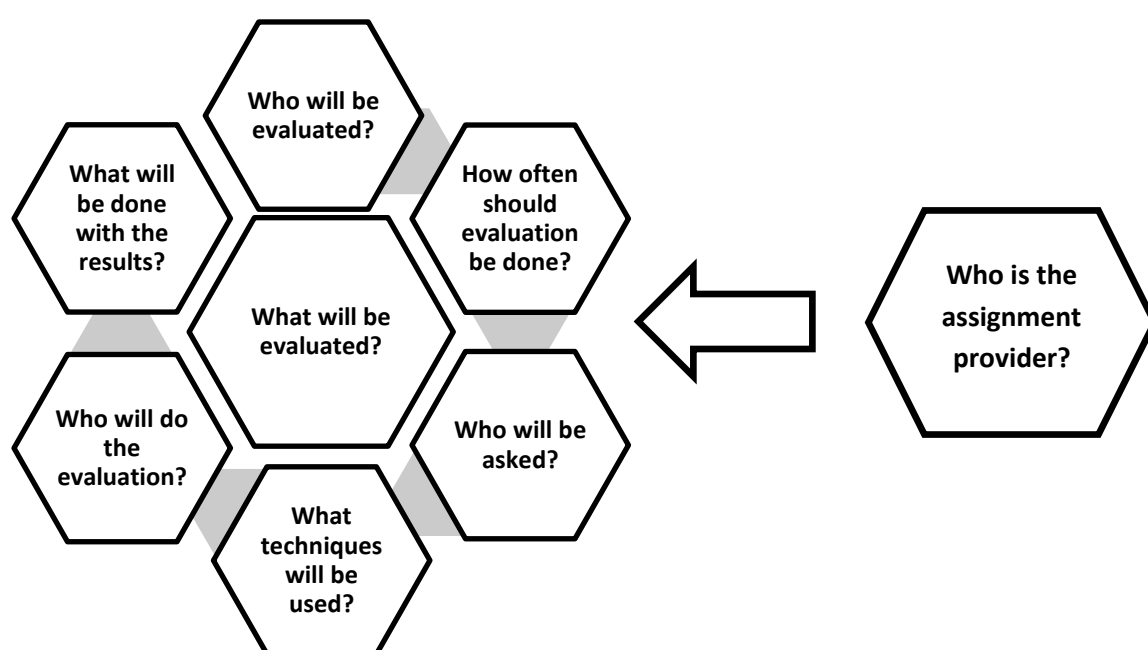 Who will be
evaluated?
What will
be done
with the
results?
How often
should
evaluation
be done?
What will be
evaluated?
Who is the
assignment
provider?
Who will do
the
evaluation?
Who will be
asked?
What
techniques
will be
used?